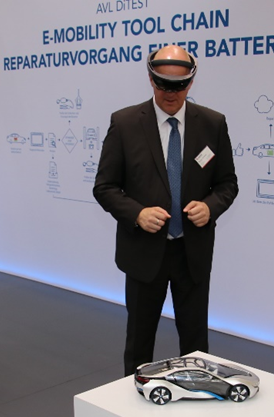 AVL DiTEST
E-MOBILITY TOOL CHAIN
REPARATURVORGANG EINER BATTER